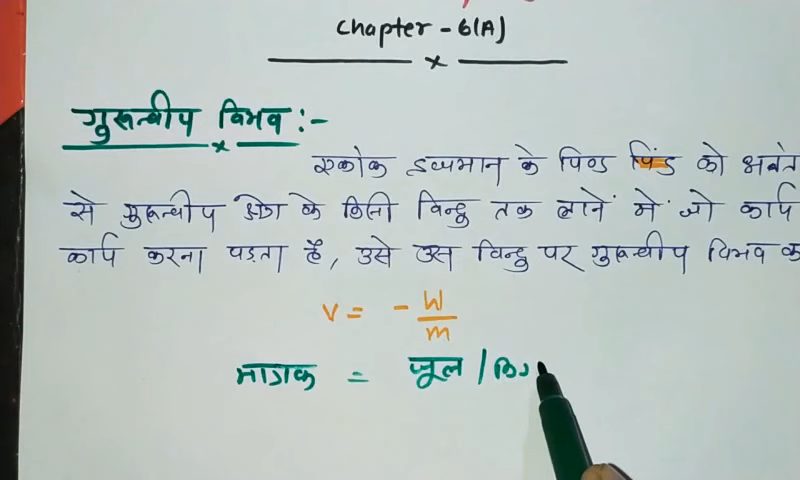 Chapter - 6(A)
गुरुत्वीय विभव :-
एकांक द्रव्यमान के पिण्ड पिंड को अनंत
से गुरुत्वीय क्षेत्र के किसी बिन्दु तक लाने में जो कार्य
कार्य करना पड़ता है, उसे उस बिन्दु पर गुरुत्वीय विभव क
V = - W/m
मात्रक = जूल /